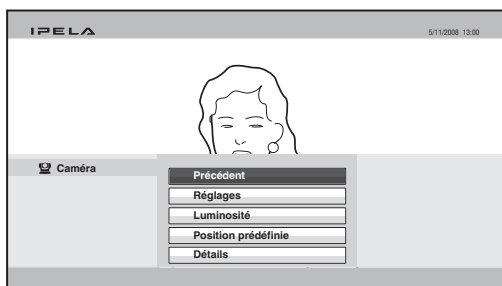 IPELA
5/11/2008 13:00
Caméra
Précédent
Réglages
Luminosité
Position prédéfinie
Détails